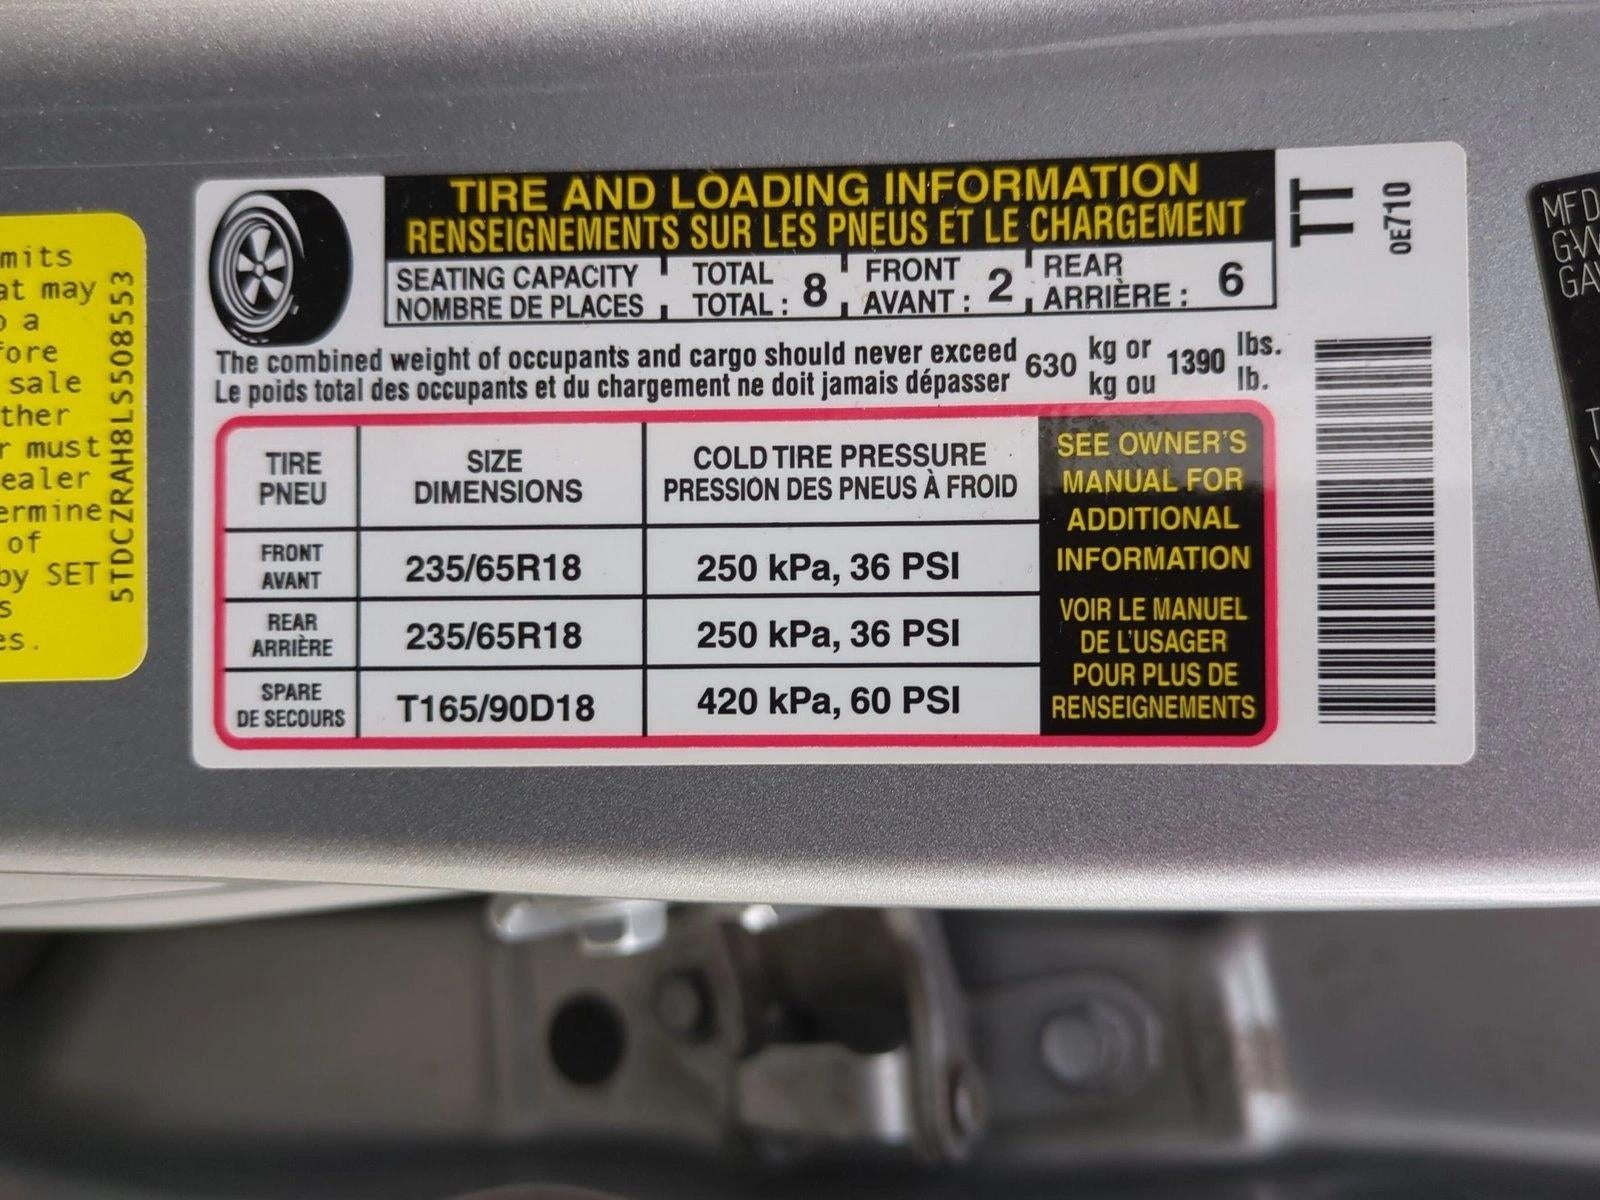 mits
at may
o a
fore
sale
ther
r must
ealer
ermine
of
by SET
s
es.
5TDCZRAH8LS508553
TIRE AND LOADING INFORMATION
RENSEIGNEMENTS SUR LES PNEUS ET LE CHARGEMENT
SEATING CAPACITY TOTAL FRONT REAR
NOMBRE DE PLACES TOTAL : 8 AVANT : 2 ARRIÈRE : 6
The combined weight of occupants and cargo should never exceed 630 kg or 1390 lbs.
Le poids total des occupants et du chargement ne doit jamais dépasser kg ou lb.
TIRE SIZE COLD TIRE PRESSURE
PNEU DIMENSIONS PRESSION DES PNEUS À FROID
FRONT
AVANT 235/65R18 250 kPa, 36 PSI
REAR
ARRIÈRE 235/65R18 250 kPa, 36 PSI
SPARE
DE SECOURS T165/90D18 420 kPa, 60 PSI
SEE OWNER'S
MANUAL FOR
ADDITIONAL
INFORMATION
VOIR LE MANUEL
DE L'USAGER
POUR PLUS DE
RENSEIGNEMENTS
TT
0E710
MFD
GVW
GA